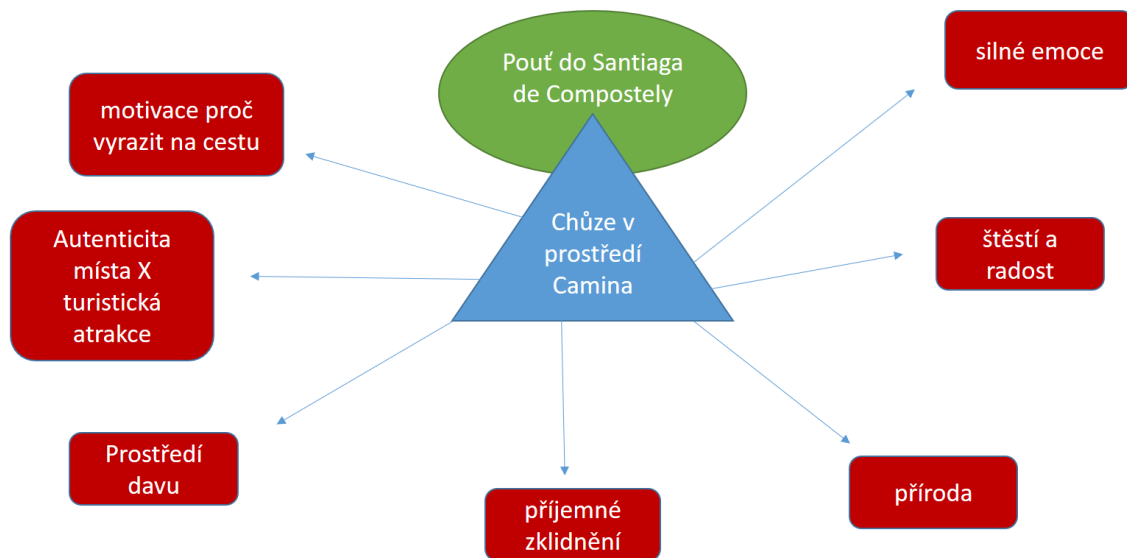 Pouť do Santiaga
de Compostely
silné emoce
motivace proč
vyrazit na cestu
Chůze v
prostředí
Camina
Autenticita
místa X
turistická
atrakce
štěstí a
radost
Prostředí
davu
příjemné
zklidnění
příroda